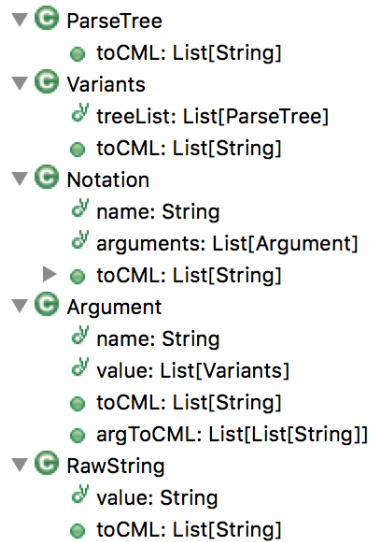 ParseTree
toCML: List[String]
Variants
treeList: List[ParseTree]
toCML: List[String]
Notation
name: String
arguments: List[Argument]
toCML: List[String]
Argument
name: String
value: List[Variants]
toCML: List[String]
argToCML: List[List[String]]
RawString
value: String
toCML: List[String]